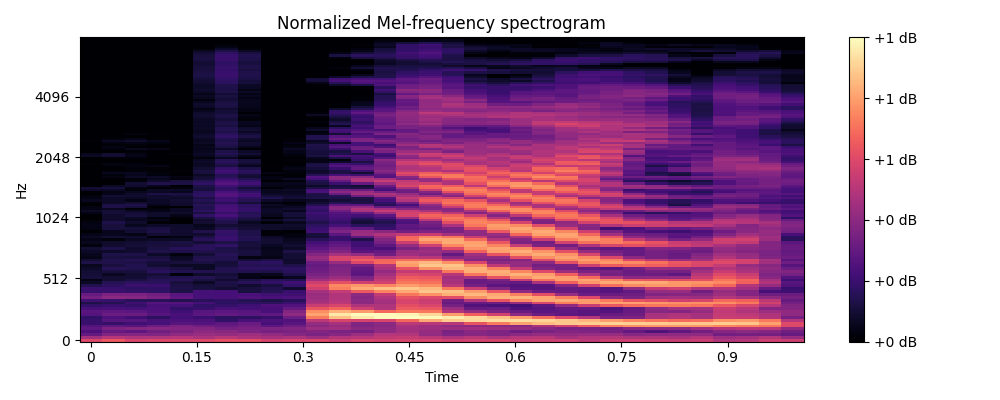 Normalized Mel-frequency spectrogram
Hz
4096
2048
1024
512
0
0 0.15 0.3 0.45 0.6 0.75 0.9
Time
+1 dB
+1 dB
+1 dB
+0 dB
+0 dB
+0 dB